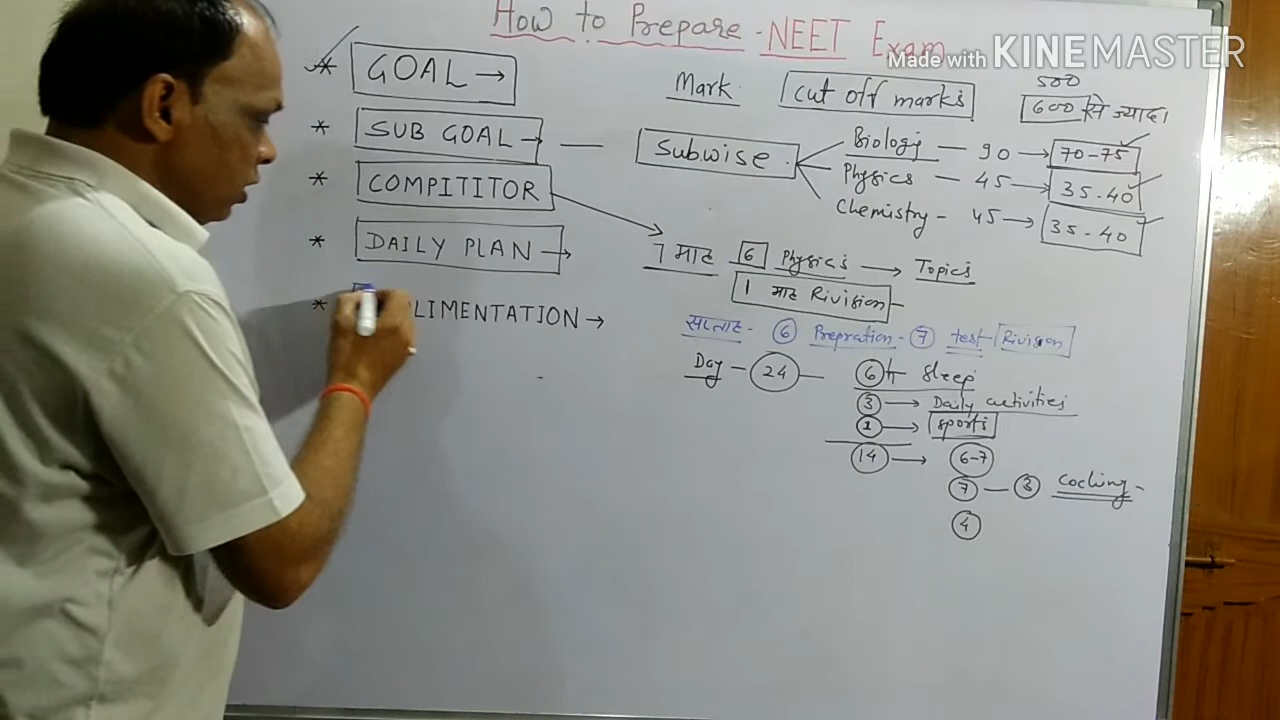 How to Prepare - NEET Exam
Made with KINEMASTER
* GOAL →
Mark cut off marks 500
600 से ज्यादा
* SUB GOAL → — Subwise
Biology — 90 → 70-75 ✓
Physics — 45 → 35-40 ✓
Chemistry - 45 → 35-40 ✓
* COMPITITOR
* DAILY PLAN →
7 माह 6 Physics → Topics
1 माह Rivision —
* LIMENTATION →
सप्ताह - 6 Prepration - 7 test - Rivision
Day — 24 — 6 h sleep
3 → Daily activities
1 → sports
14 → 6-7
7 — 3 coching -
4